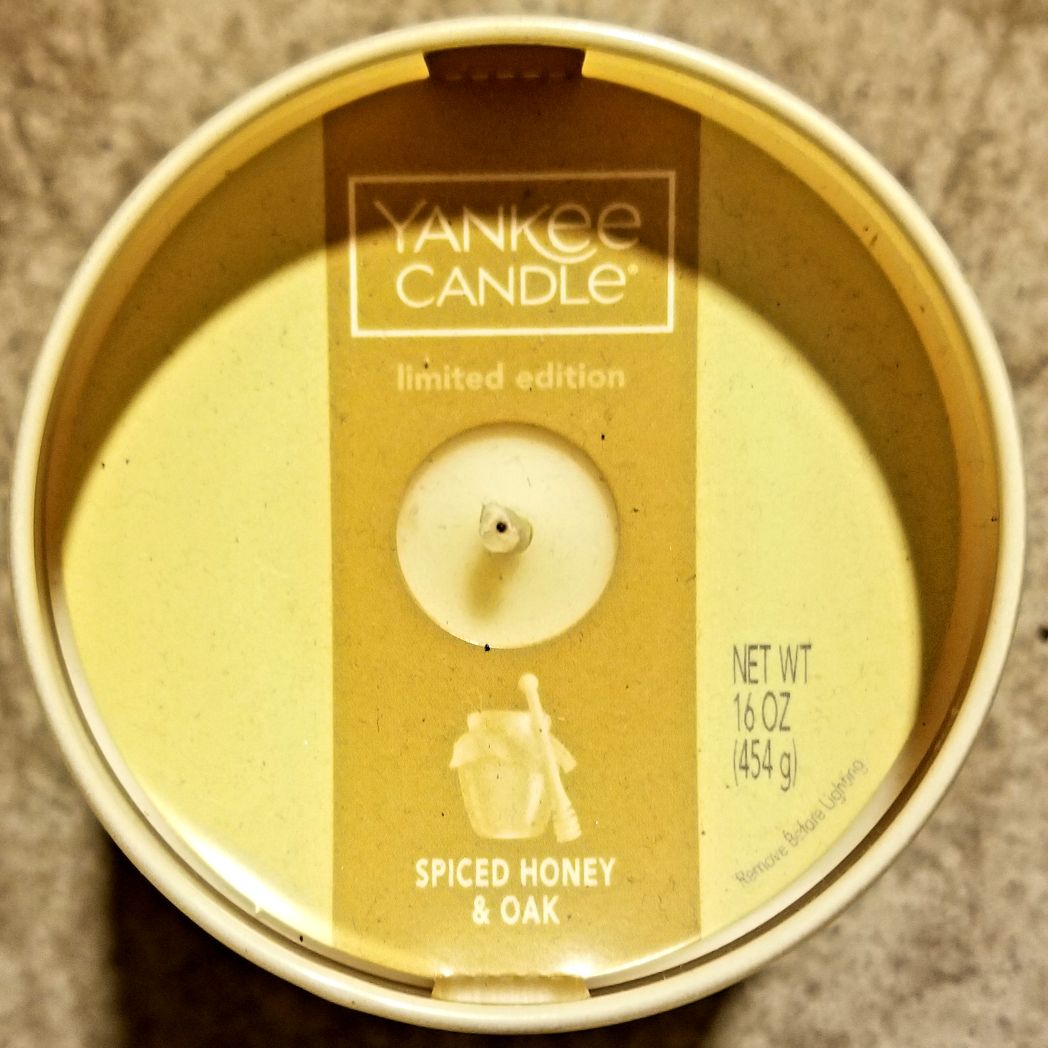 YANKEE
CANDLE®
limited edition
NET WT
16 OZ
(454 g)
Remove Before Lighting
SPICED HONEY
& OAK